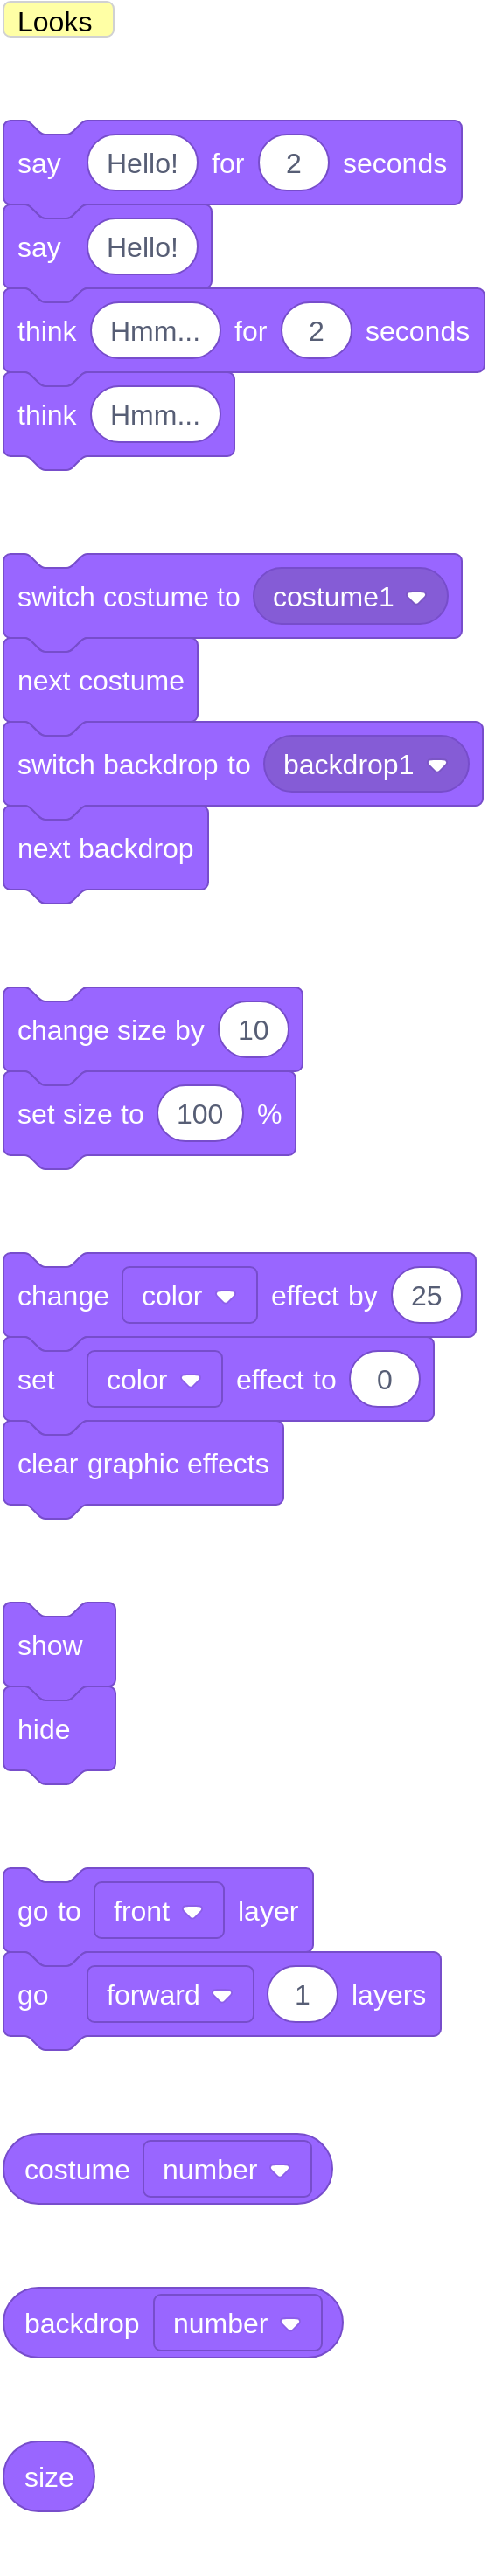 Looks
say Hello! for 2 seconds
say Hello!
think Hmm... for 2 seconds
think Hmm...
switch costume to costume1
next costume
switch backdrop to backdrop1
next backdrop
change size by 10
set size to 100 %
change color effect by 25
set color effect to 0
clear graphic effects
show
hide
go to front layer
go forward 1 layers
costume number
backdrop number
size